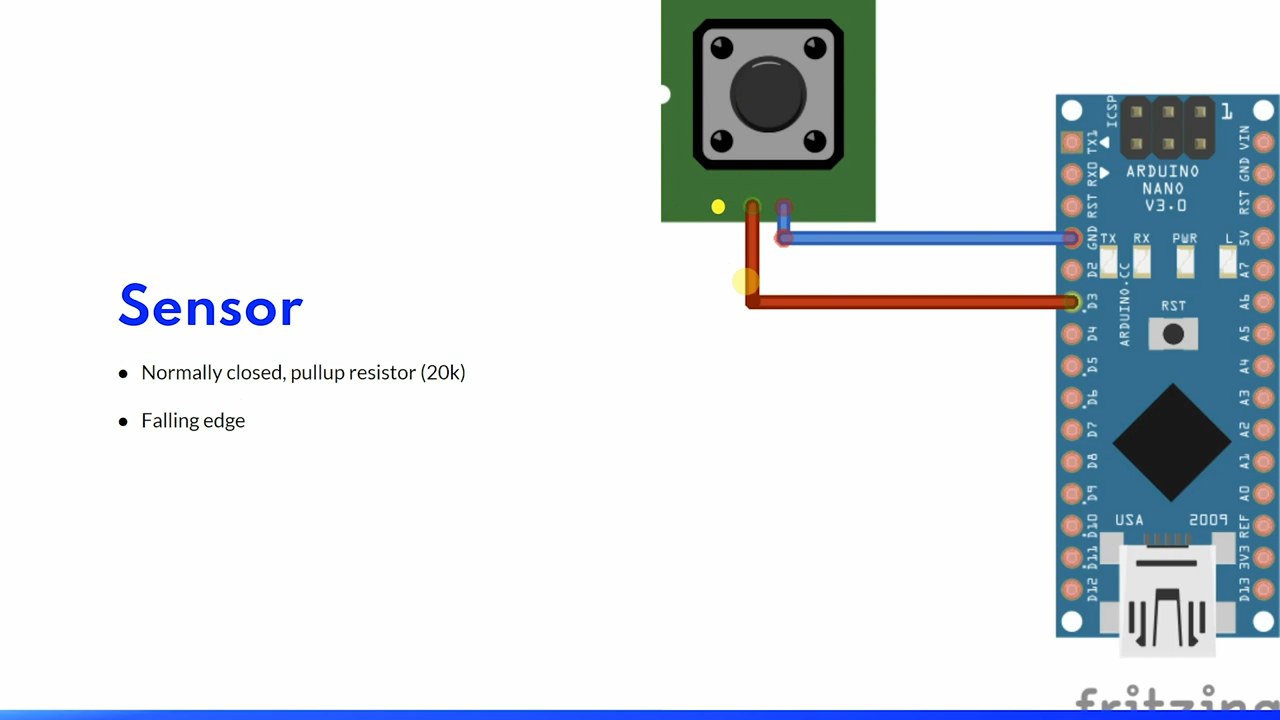 Sensor
● Normally closed, pullup resistor (20k)
● Falling edge
ICSP
1
TX1
RX0
RST
GND
D2
D3
D4
D5
D6
D7
D8
D9
D10
D11
D12
ARDUINO
NANO
V3.0
TX RX PWR L
ARDUINO.CC
RST
USA 2009
VIN
GND
RST
5V
A7
A6
A5
A4
A3
A2
A1
A0
REF
3V3
D13
fritzing